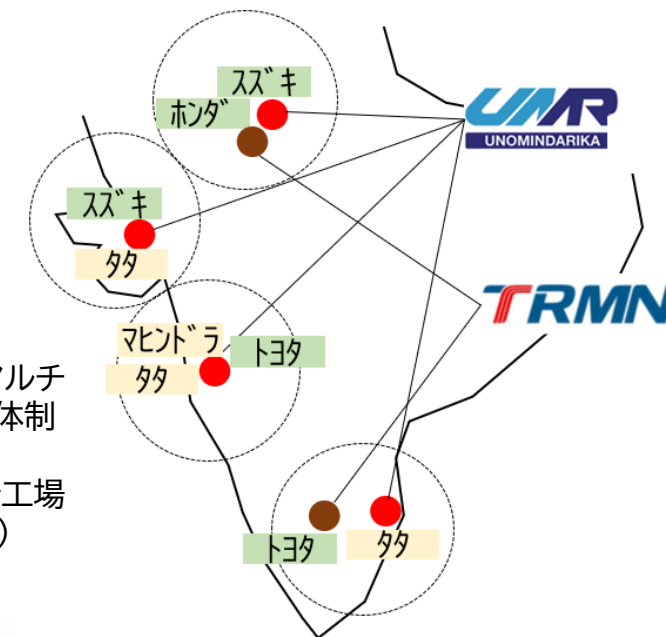 スズキ
ホンダ
UMR
UNOMINDARIKA
スズキ
タタ
TRMN
マヒンドラ
トヨタ
タタ
ルチ
体制
工場
)
トヨタ
タタ